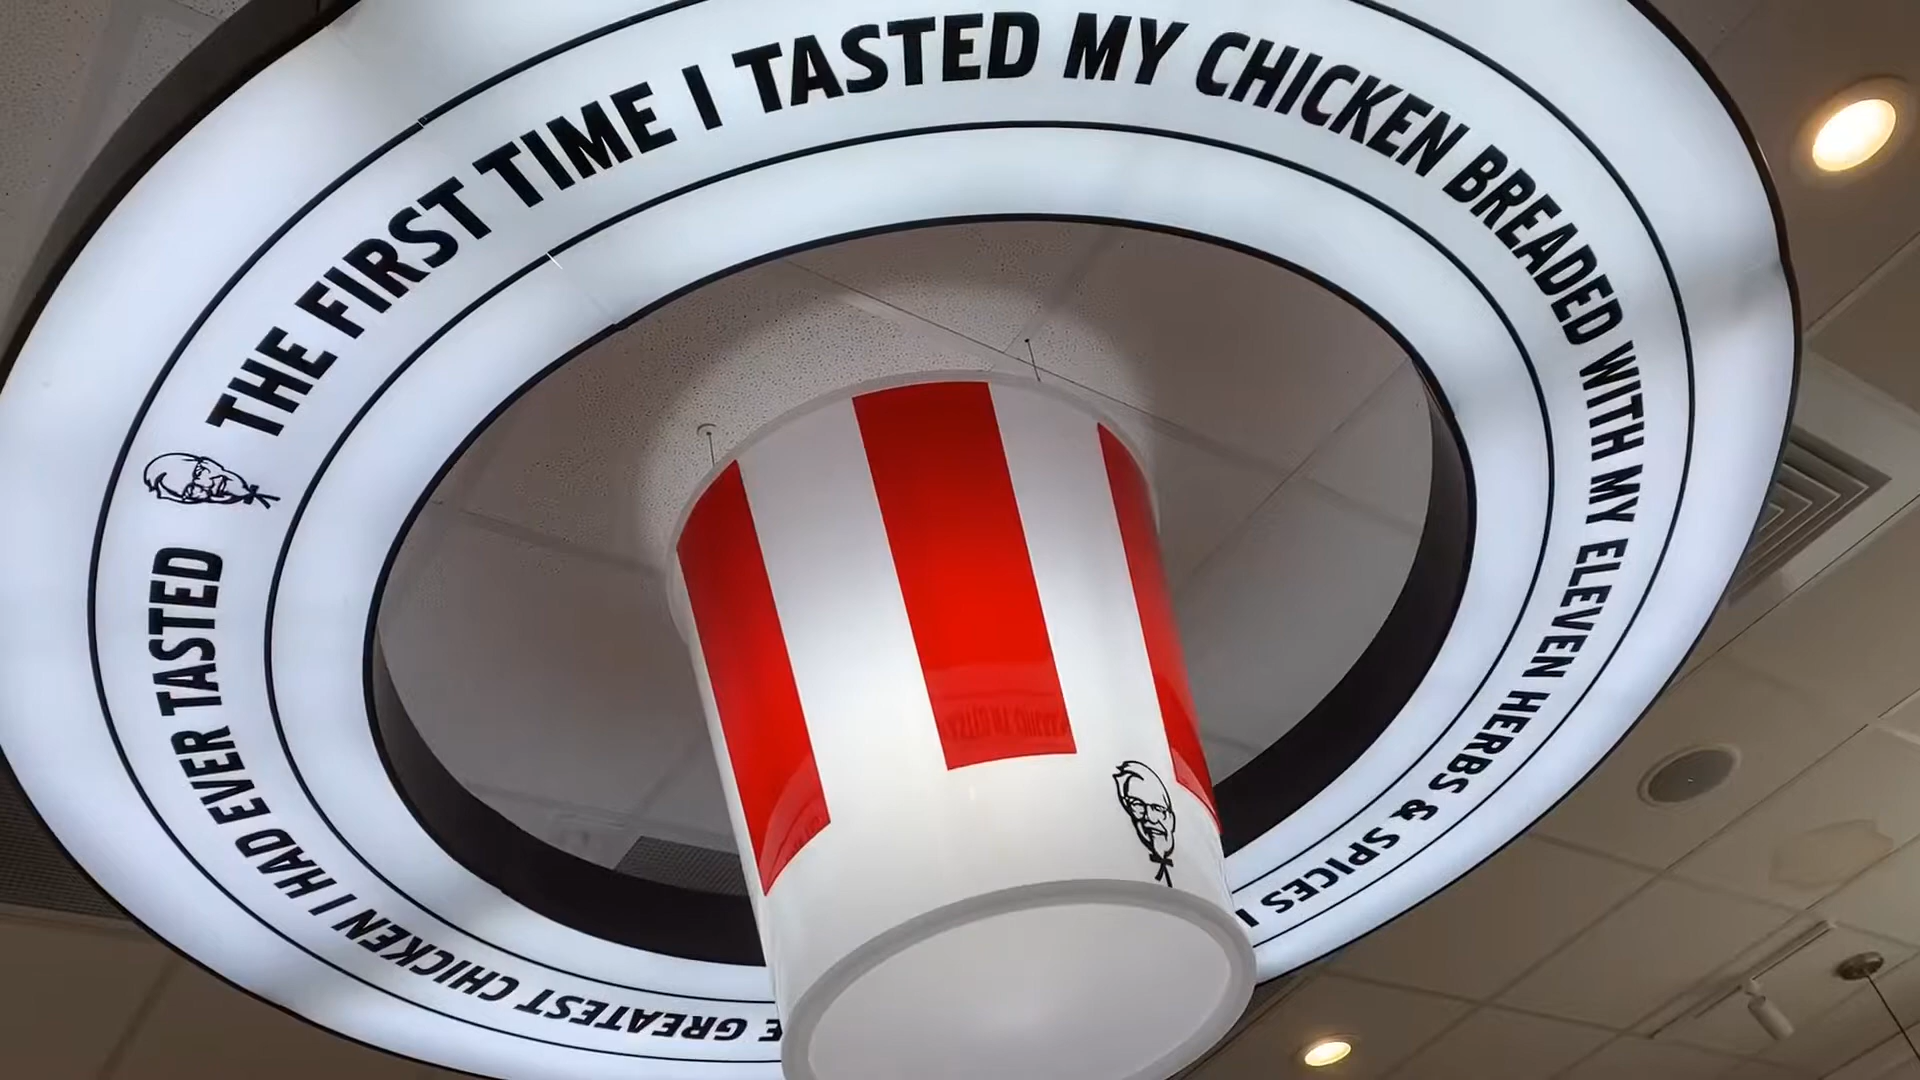 THE FIRST TIME I TASTED MY CHICKEN BREADED WITH MY ELEVEN HERBS & SPICES I
GREATEST CHICKEN I HAD EVER TASTED